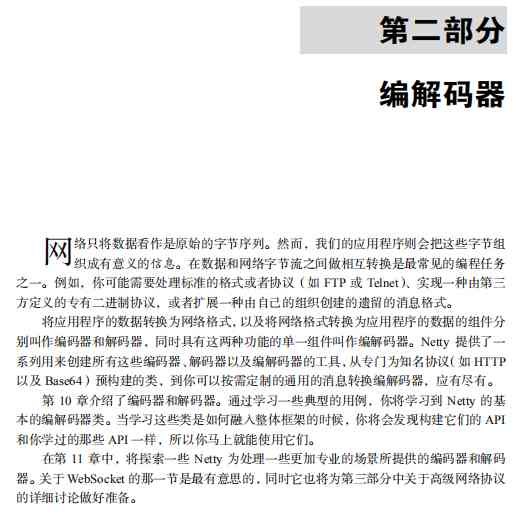 第二部分
编解码器
网络只将数据看作是原始的字节序列。然而，我们的应用程序则会把这些字节组
织成有意义的信息。在数据和网络字节流之间做相互转换是最常见的编程任务
之一。例如，你可能需要处理标准的格式或者协议（如 FTP 或 Telnet）、实现一种由第三
方定义的专有二进制协议，或者扩展一种由自己的组织创建的遗留的消息格式。
将应用程序的数据转换为网络格式，以及将网络格式转换为应用程序的数据的组件分
别叫作编码器和解码器，同时具有这两种功能的单一组件叫作编解码器。Netty 提供了一
系列用来创建所有这些编码器、解码器以及编解码器的工具，从专门为知名协议（如 HTTP
以及 Base64）预构建的类，到你可以按需定制的通用的消息转换编解码器，应有尽有。
第 10 章介绍了编码器和解码器。通过学习一些典型的用例，你将学习到 Netty 的基
本的编解码器类。当学习这些类是如何融入整体框架的时候，你将会发现构建它们的 API
和你学过的那些 API 一样，所以你马上就能使用它们。
在第 11 章中，将探索一些 Netty 为处理一些更加专业的场景所提供的编码器和解码
器。关于 WebSocket 的那一节是最有意思的，同时它也将为第三部分中关于高级网络协议
的详细讨论做好准备。